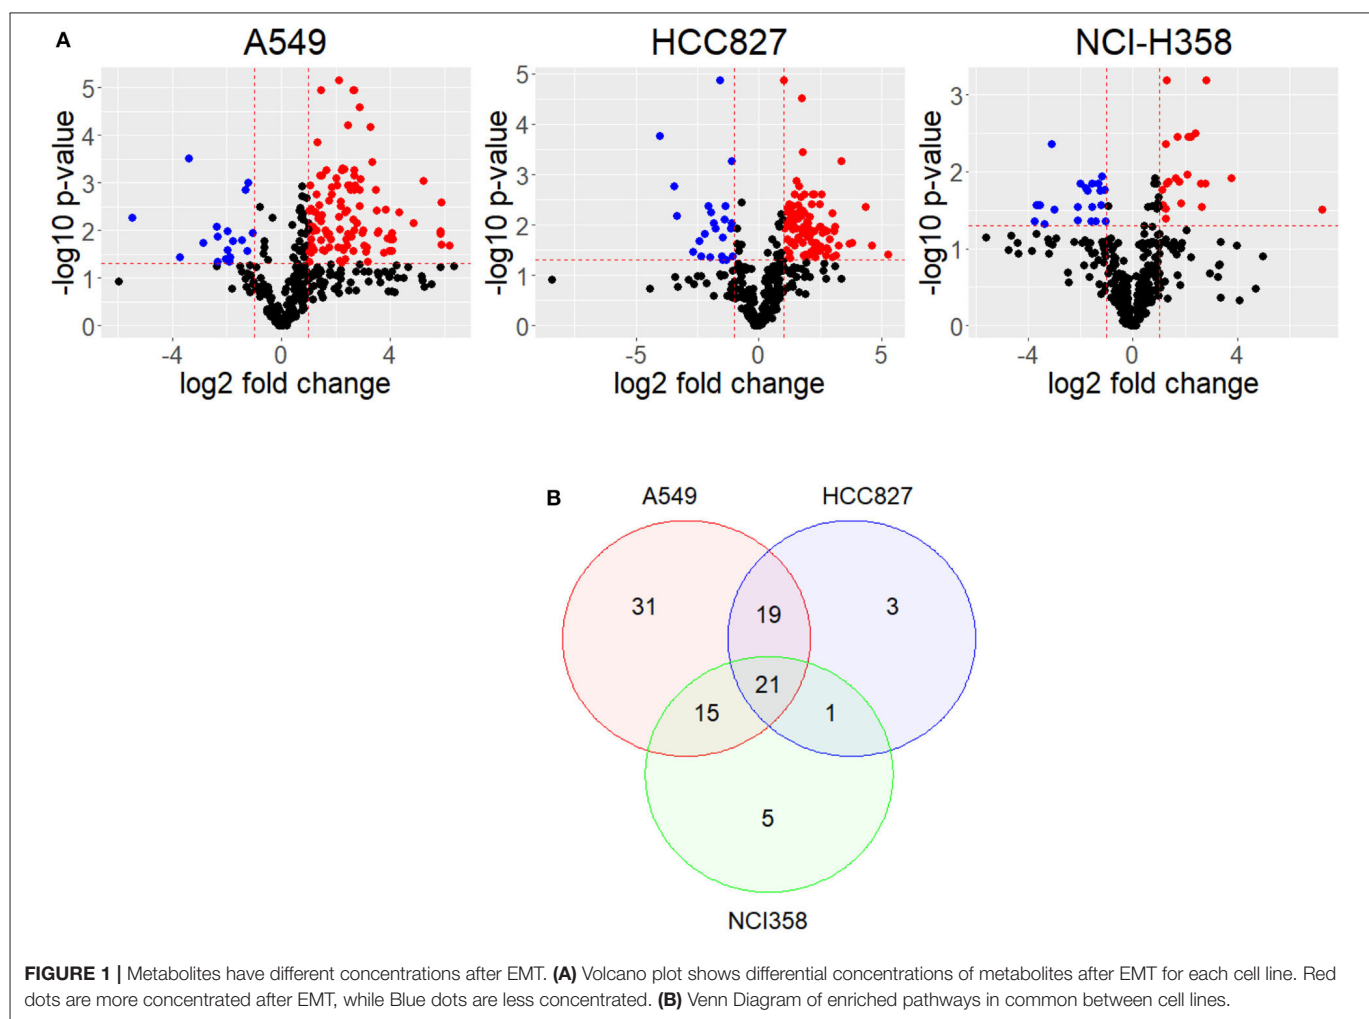 A
A549
HCC827
NCI-H358
-log10 p-value
5
4
3
2
1
0
-4
0
4
log2 fold change
-log10 p-value
5
4
3
2
1
0
-5
0
5
log2 fold change
-log10 p-value
3
2
1
0
-4
0
4
log2 fold change
B
A549
HCC827
31
19
3
21
15
1
5
NCI358
FIGURE 1 | Metabolites have different concentrations after EMT. (A) Volcano plot shows differential concentrations of metabolites after EMT for each cell line. Red
dots are more concentrated after EMT, while Blue dots are less concentrated. (B) Venn Diagram of enriched pathways in common between cell lines.